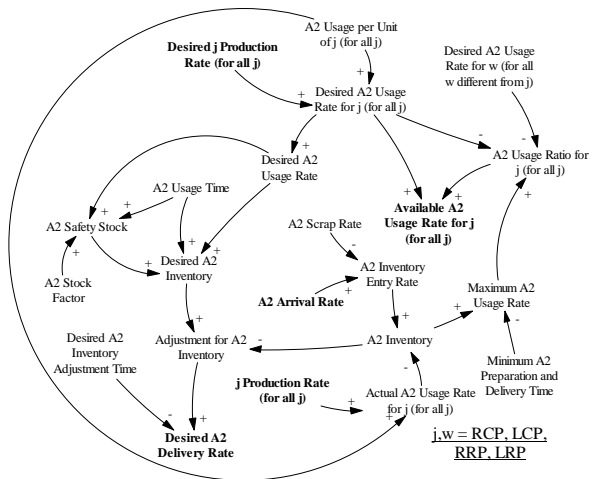 A2 Usage per Unit
of j (for all j)
Desired j Production
Rate (for all j)
Desired A2 Usage
Rate for w (for all
w different from j)
+
+
Desired A2 Usage
Rate for j (for all j)
+
-
-
Desired A2
Usage Rate
A2 Usage Ratio for
j (for all j)
A2 Usage Time
+
+
+
+
+
A2 Safety Stock
Available A2
Usage Rate for j
(for all j)
A2 Scrap Rate
+
+
+
+
-
Desired A2
Inventory
A2 Inventory
Entry Rate
A2 Stock
Factor
A2 Arrival Rate
+
Maximum A2
Usage Rate
+
+
+
-
Desired A2
Inventory
Adjustment Time
Adjustment for A2
Inventory
-
A2 Inventory
-
Minimum A2
Preparation and
Delivery Time
j Production Rate
(for all j)
+
Actual A2 Usage Rate
for j (for all j)
-
+
+
Desired A2
Delivery Rate
j,w = RCP, LCP,
RRP, LRP